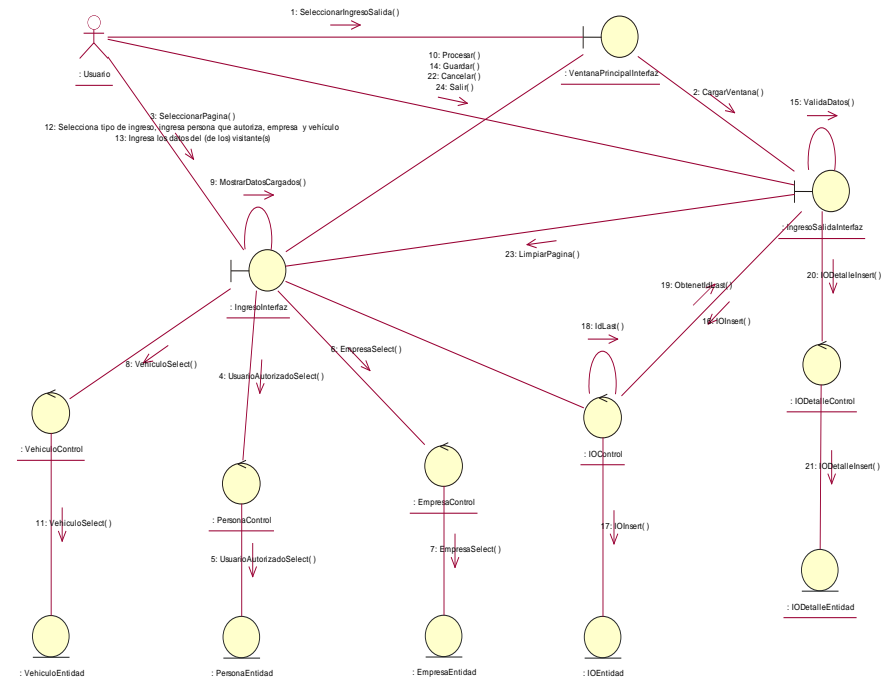 1: SeleccionarIngresoSalida( )
: Usuario
: VentanaPrincipalInterfaz
10: Procesar( )
14: Guardar( )
22: Cancelar( )
24: Salir( )
2: CargarVentana( )
15: ValidaDatos( )
3: SeleccionarPagina( )
12: Selecciona tipo de ingreso, ingresa persona que autoriza, empresa y vehículo
13: Ingresa los datos del (de los) visitante(s)
9: MostrarDatosCargados( )
: IngresoSalidaInterfaz
23: LimpiarPagina( )
20: IODetalleInsert( )
19: ObtenetIdlast( )
: IngresoInterfaz
16: IOInsert( )
18: IdLast( )
6: EmpresaSelect( )
8: VehiculoSelect( )
4: UsuarioAutorizadoSelect( )
: IODetalleControl
: VehiculoControl
: IOControl
21: IODetalleInsert( )
: EmpresaControl
: PersonaControl
11: VehiculoSelect( )
17: IOInsert( )
7: EmpresaSelect( )
5: UsuarioAutorizadoSelect( )
: IODetalleEntidad
: VehiculoEntidad
: PersonaEntidad
: EmpresaEntidad
: IOEntidad